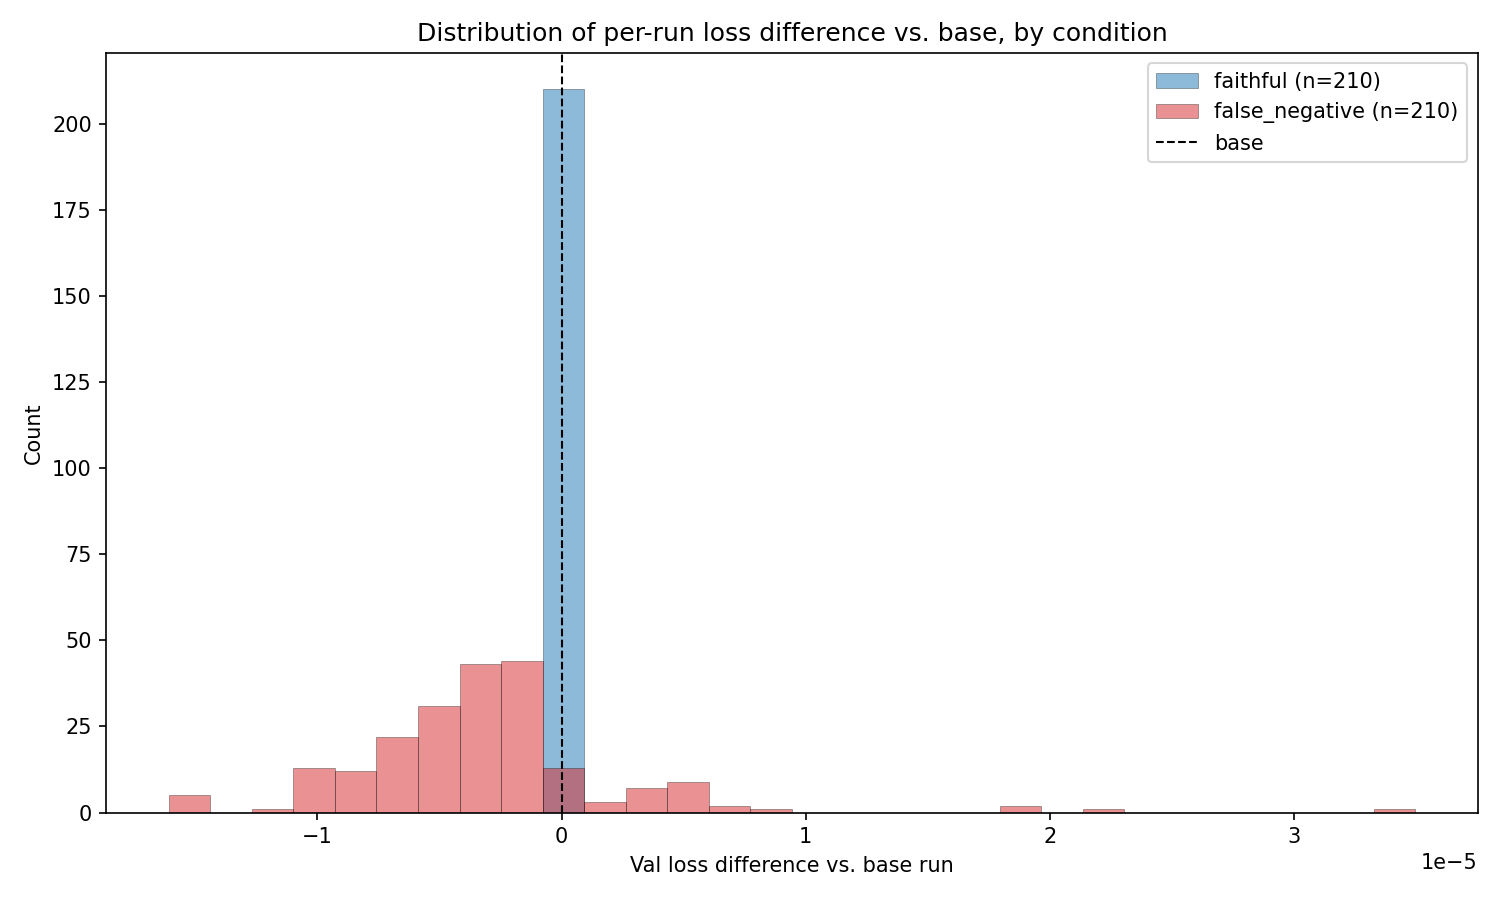 Distribution of per-run loss difference vs. base, by condition
faithful (n=210)
false_negative (n=210)
base
200
175
150
125
100
75
50
25
0
Count
−1
0
1
2
3
1e−5
Val loss difference vs. base run